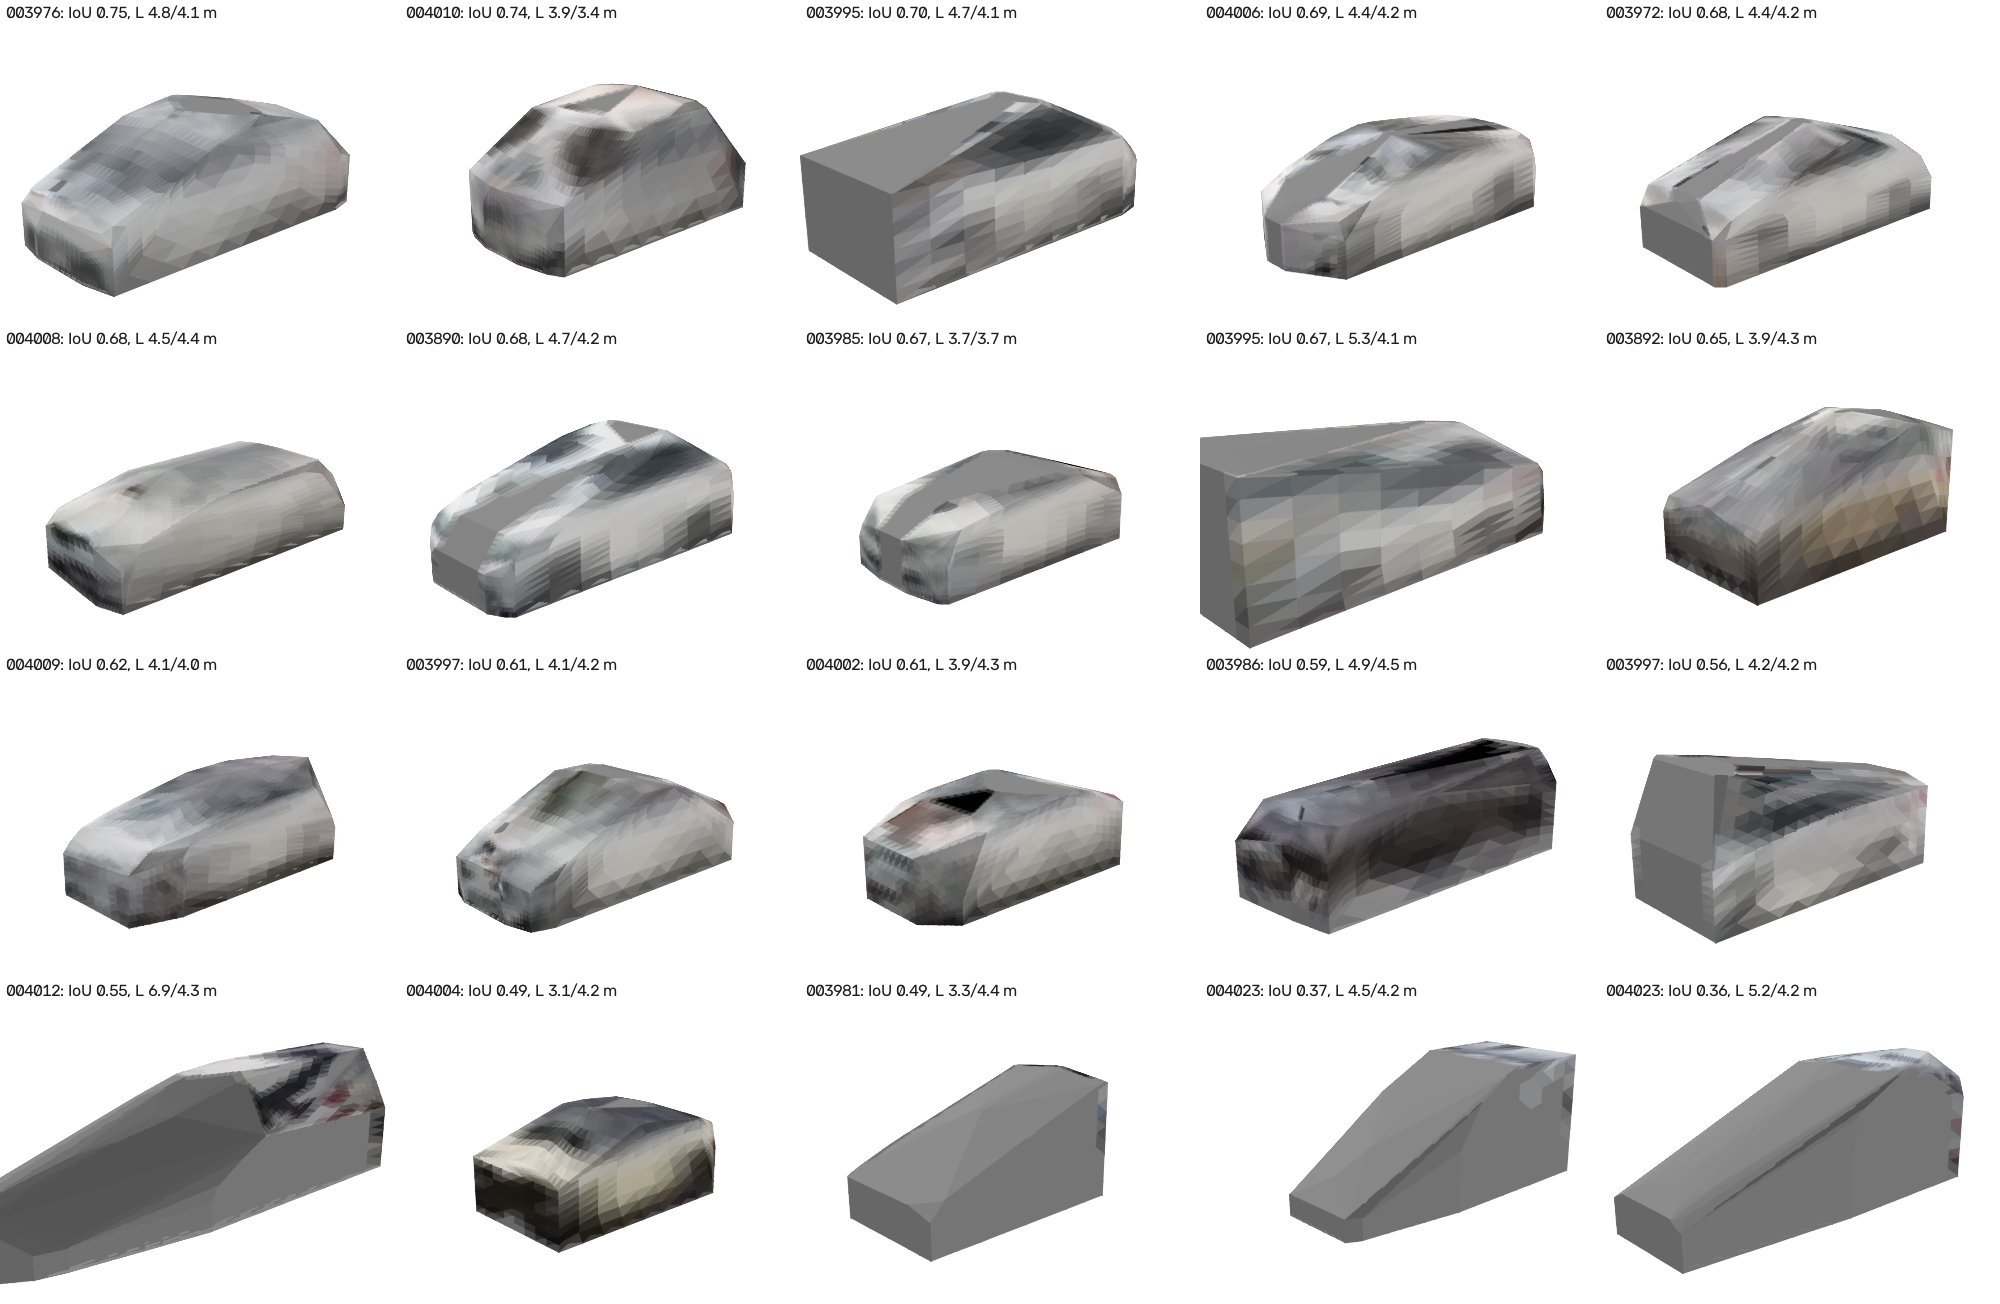 003976: IoU 0.75, L 4.8/4.1 m
004010: IoU 0.74, L 3.9/3.4 m
003995: IoU 0.70, L 4.7/4.1 m
004006: IoU 0.69, L 4.4/4.2 m
003972: IoU 0.68, L 4.4/4.2 m
004008: IoU 0.68, L 4.5/4.4 m
003890: IoU 0.68, L 4.7/4.2 m
003985: IoU 0.67, L 3.7/3.7 m
003995: IoU 0.67, L 5.3/4.1 m
003892: IoU 0.65, L 3.9/4.3 m
004009: IoU 0.62, L 4.1/4.0 m
003997: IoU 0.61, L 4.1/4.2 m
004002: IoU 0.61, L 3.9/4.3 m
003986: IoU 0.59, L 4.9/4.5 m
003997: IoU 0.56, L 4.2/4.2 m
004012: IoU 0.55, L 6.9/4.3 m
004004: IoU 0.49, L 3.1/4.2 m
003981: IoU 0.49, L 3.3/4.4 m
004023: IoU 0.37, L 4.5/4.2 m
004023: IoU 0.36, L 5.2/4.2 m